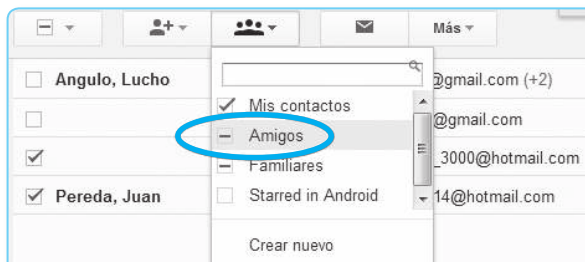 Más
Angulo, Lucho
@gmail.com (+2)
Mis contactos
@gmail.com
Amigos
Familiares
_3000@hotmail.com
Pereda, Juan
Starred in Android
14@hotmail.com
Crear nuevo